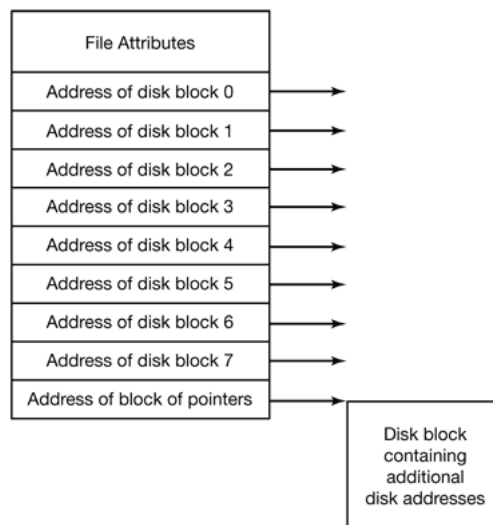 File Attributes
Address of disk block 0
Address of disk block 1
Address of disk block 2
Address of disk block 3
Address of disk block 4
Address of disk block 5
Address of disk block 6
Address of disk block 7
Address of block of pointers
Disk block
containing
additional
disk addresses